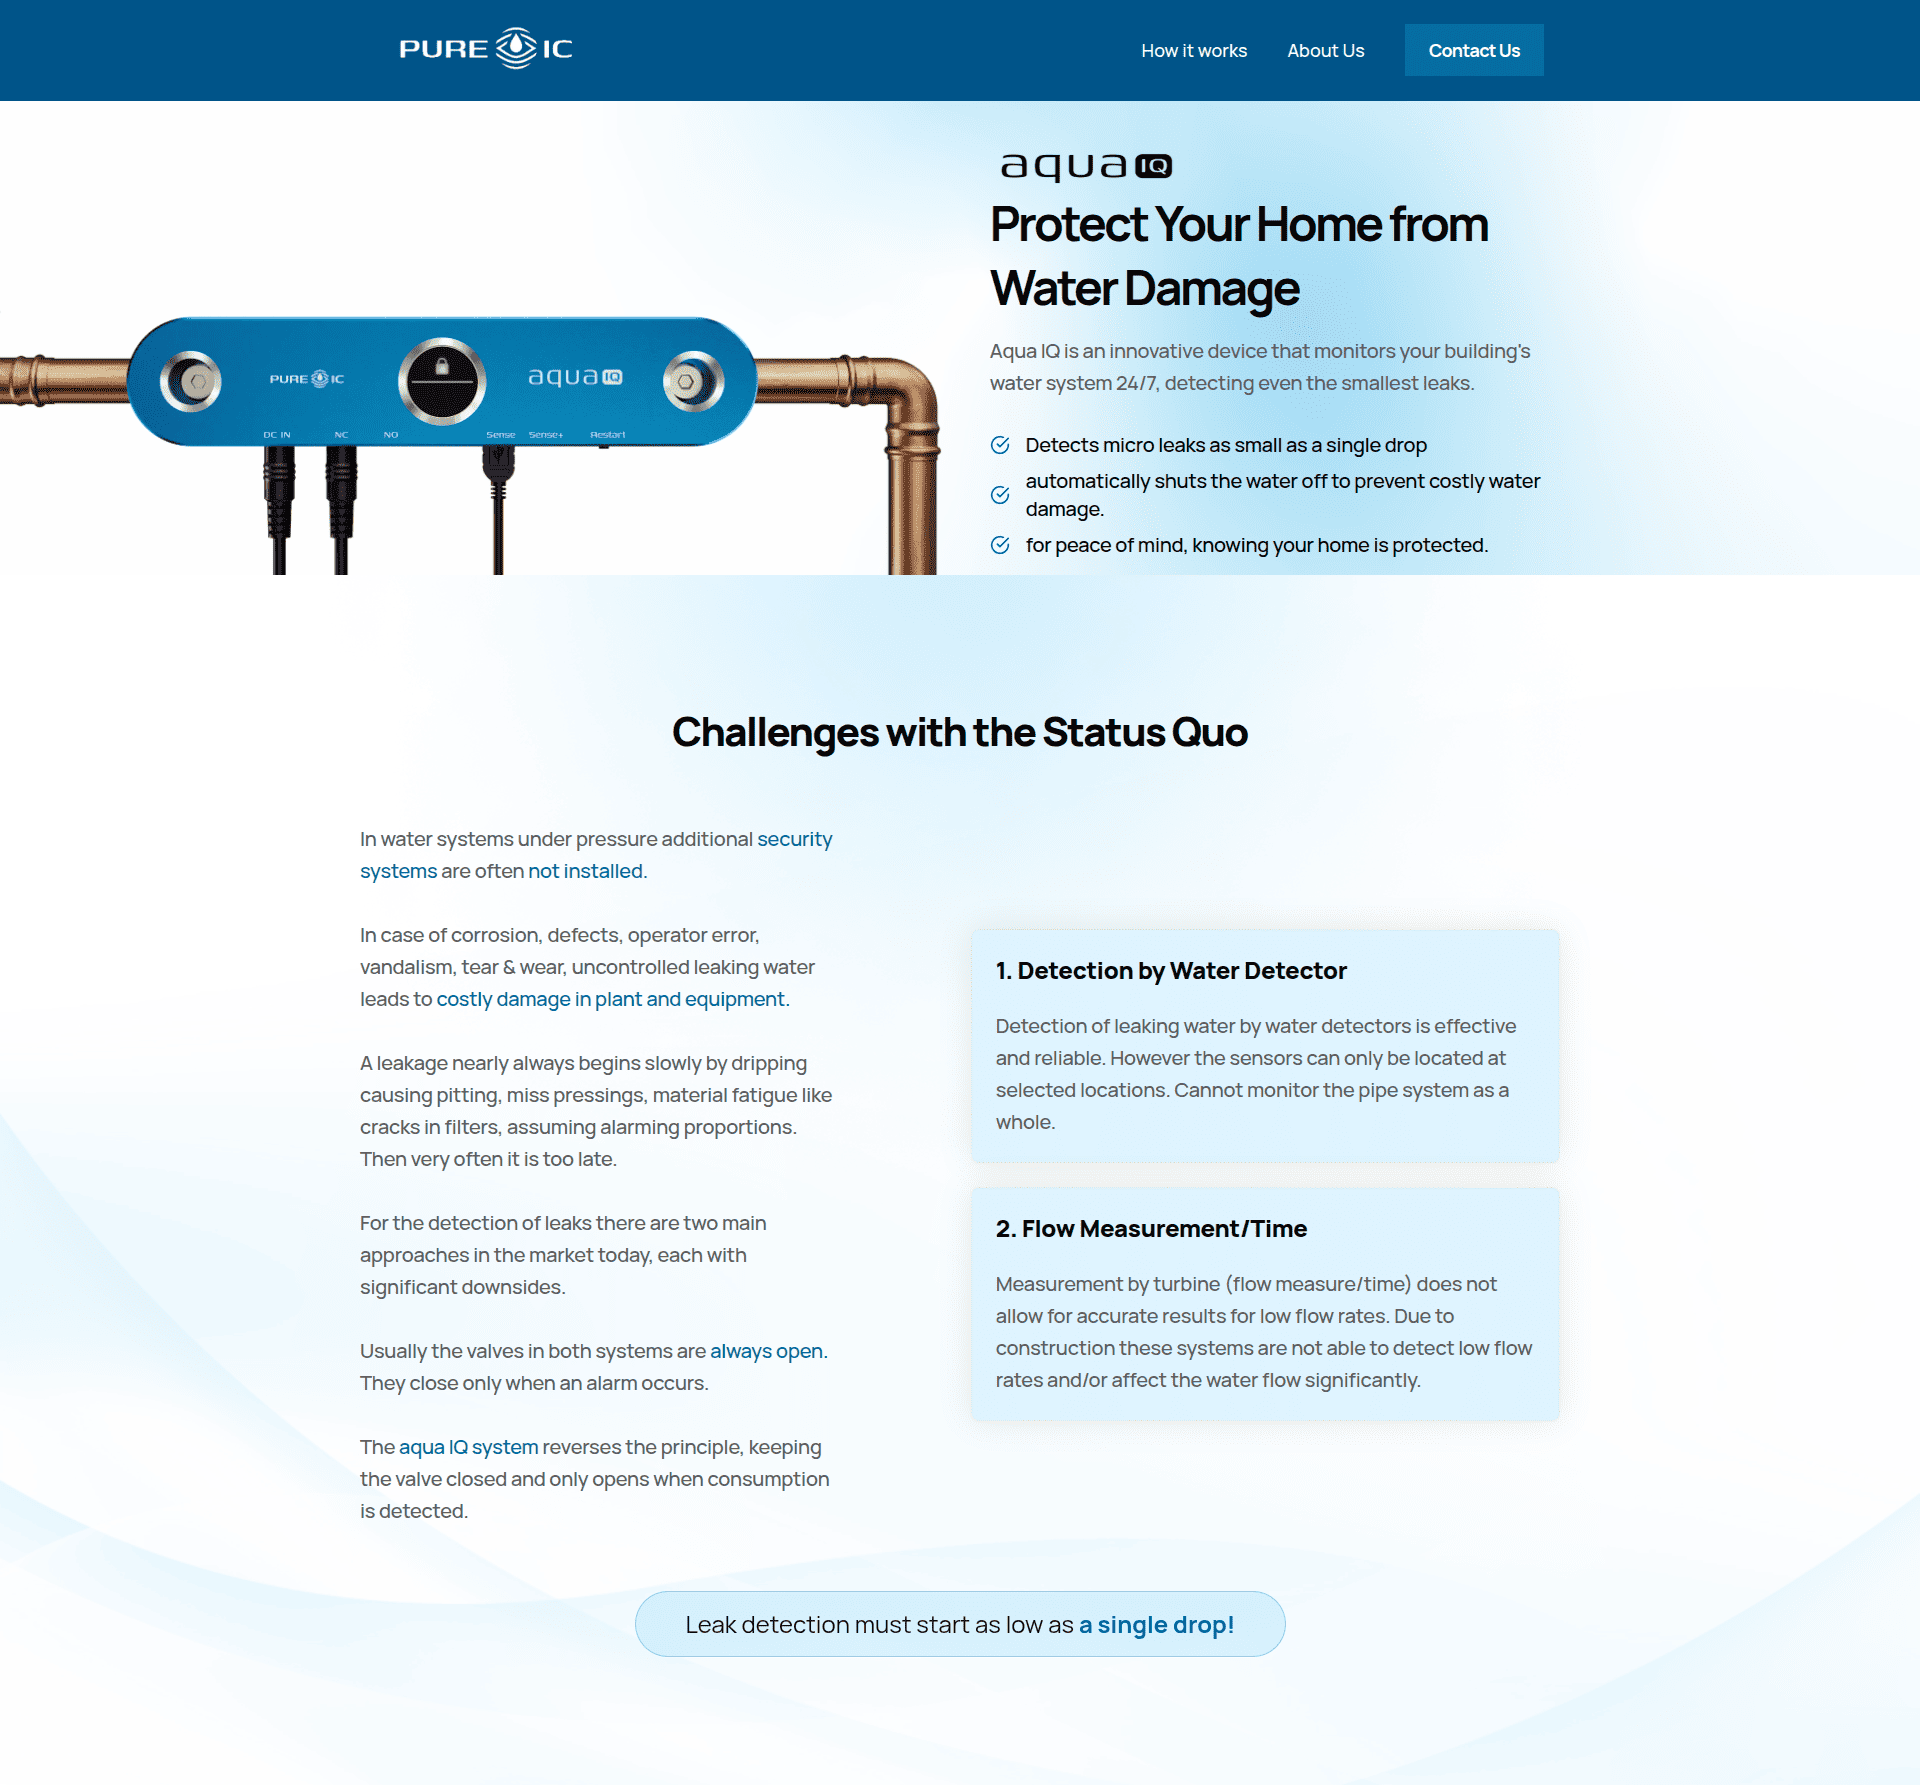 PURE IC
How it works
About Us
Contact Us
aqua IQ
Protect Your Home from
Water Damage
Aqua IQ is an innovative device that monitors your building's
water system 24/7, detecting even the smallest leaks.
Detects micro leaks as small as a single drop
automatically shuts the water off to prevent costly water
damage.
for peace of mind, knowing your home is protected.
PURE IC
aqua IQ
DC IN
NC
NO
Sense
Sense+
Restart
Challenges with the Status Quo
In water systems under pressure additional security
systems are often not installed.
In case of corrosion, defects, operator error,
vandalism, tear & wear, uncontrolled leaking water
leads to costly damage in plant and equipment.
A leakage nearly always begins slowly by dripping
causing pitting, miss pressings, material fatigue like
cracks in filters, assuming alarming proportions.
Then very often it is too late.
For the detection of leaks there are two main
approaches in the market today, each with
significant downsides.
Usually the valves in both systems are always open.
They close only when an alarm occurs.
The aqua IQ system reverses the principle, keeping
the valve closed and only opens when consumption
is detected.
1. Detection by Water Detector
Detection of leaking water by water detectors is effective
and reliable. However the sensors can only be located at
selected locations. Cannot monitor the pipe system as a
whole.
2. Flow Measurement/Time
Measurement by turbine (flow measure/time) does not
allow for accurate results for low flow rates. Due to
construction these systems are not able to detect low flow
rates and/or affect the water flow significantly.
Leak detection must start as low as a single drop!